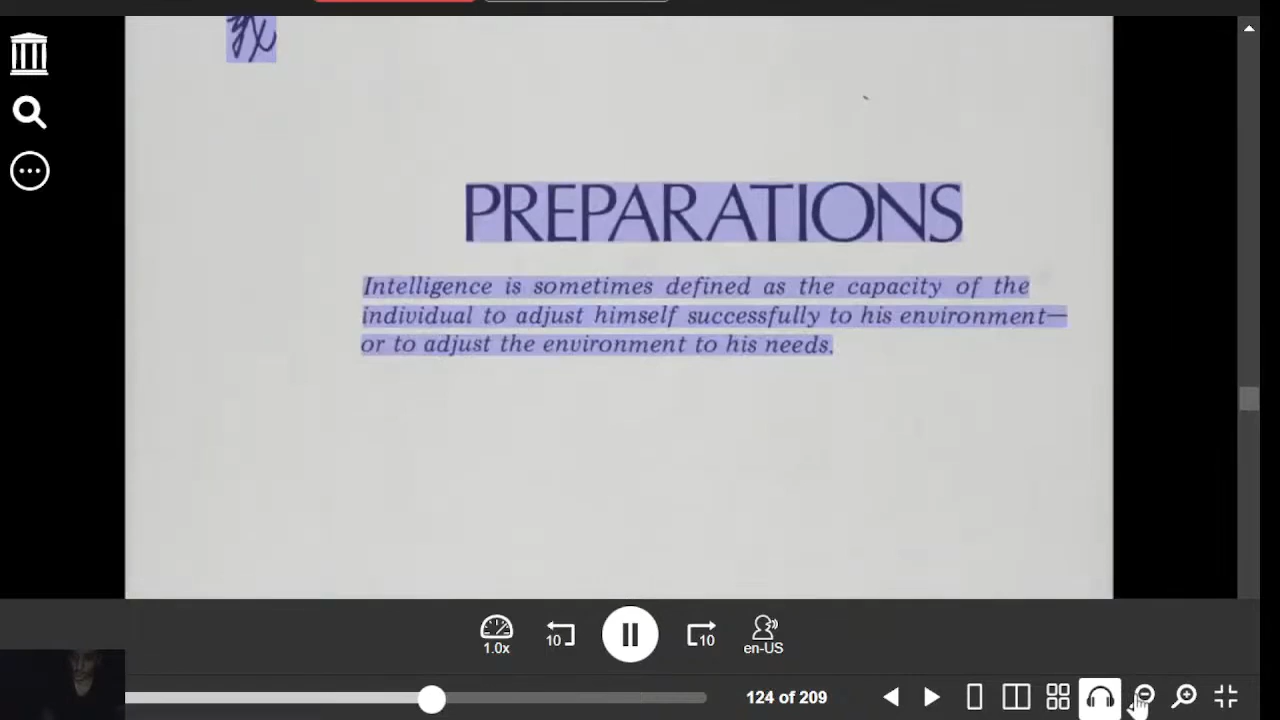 PREPARATIONS
Intelligence is sometimes defined as the capacity of the
individual to adjust himself successfully to his environment—
or to adjust the environment to his needs.
1.0x
10
10
en-US
124 of 209